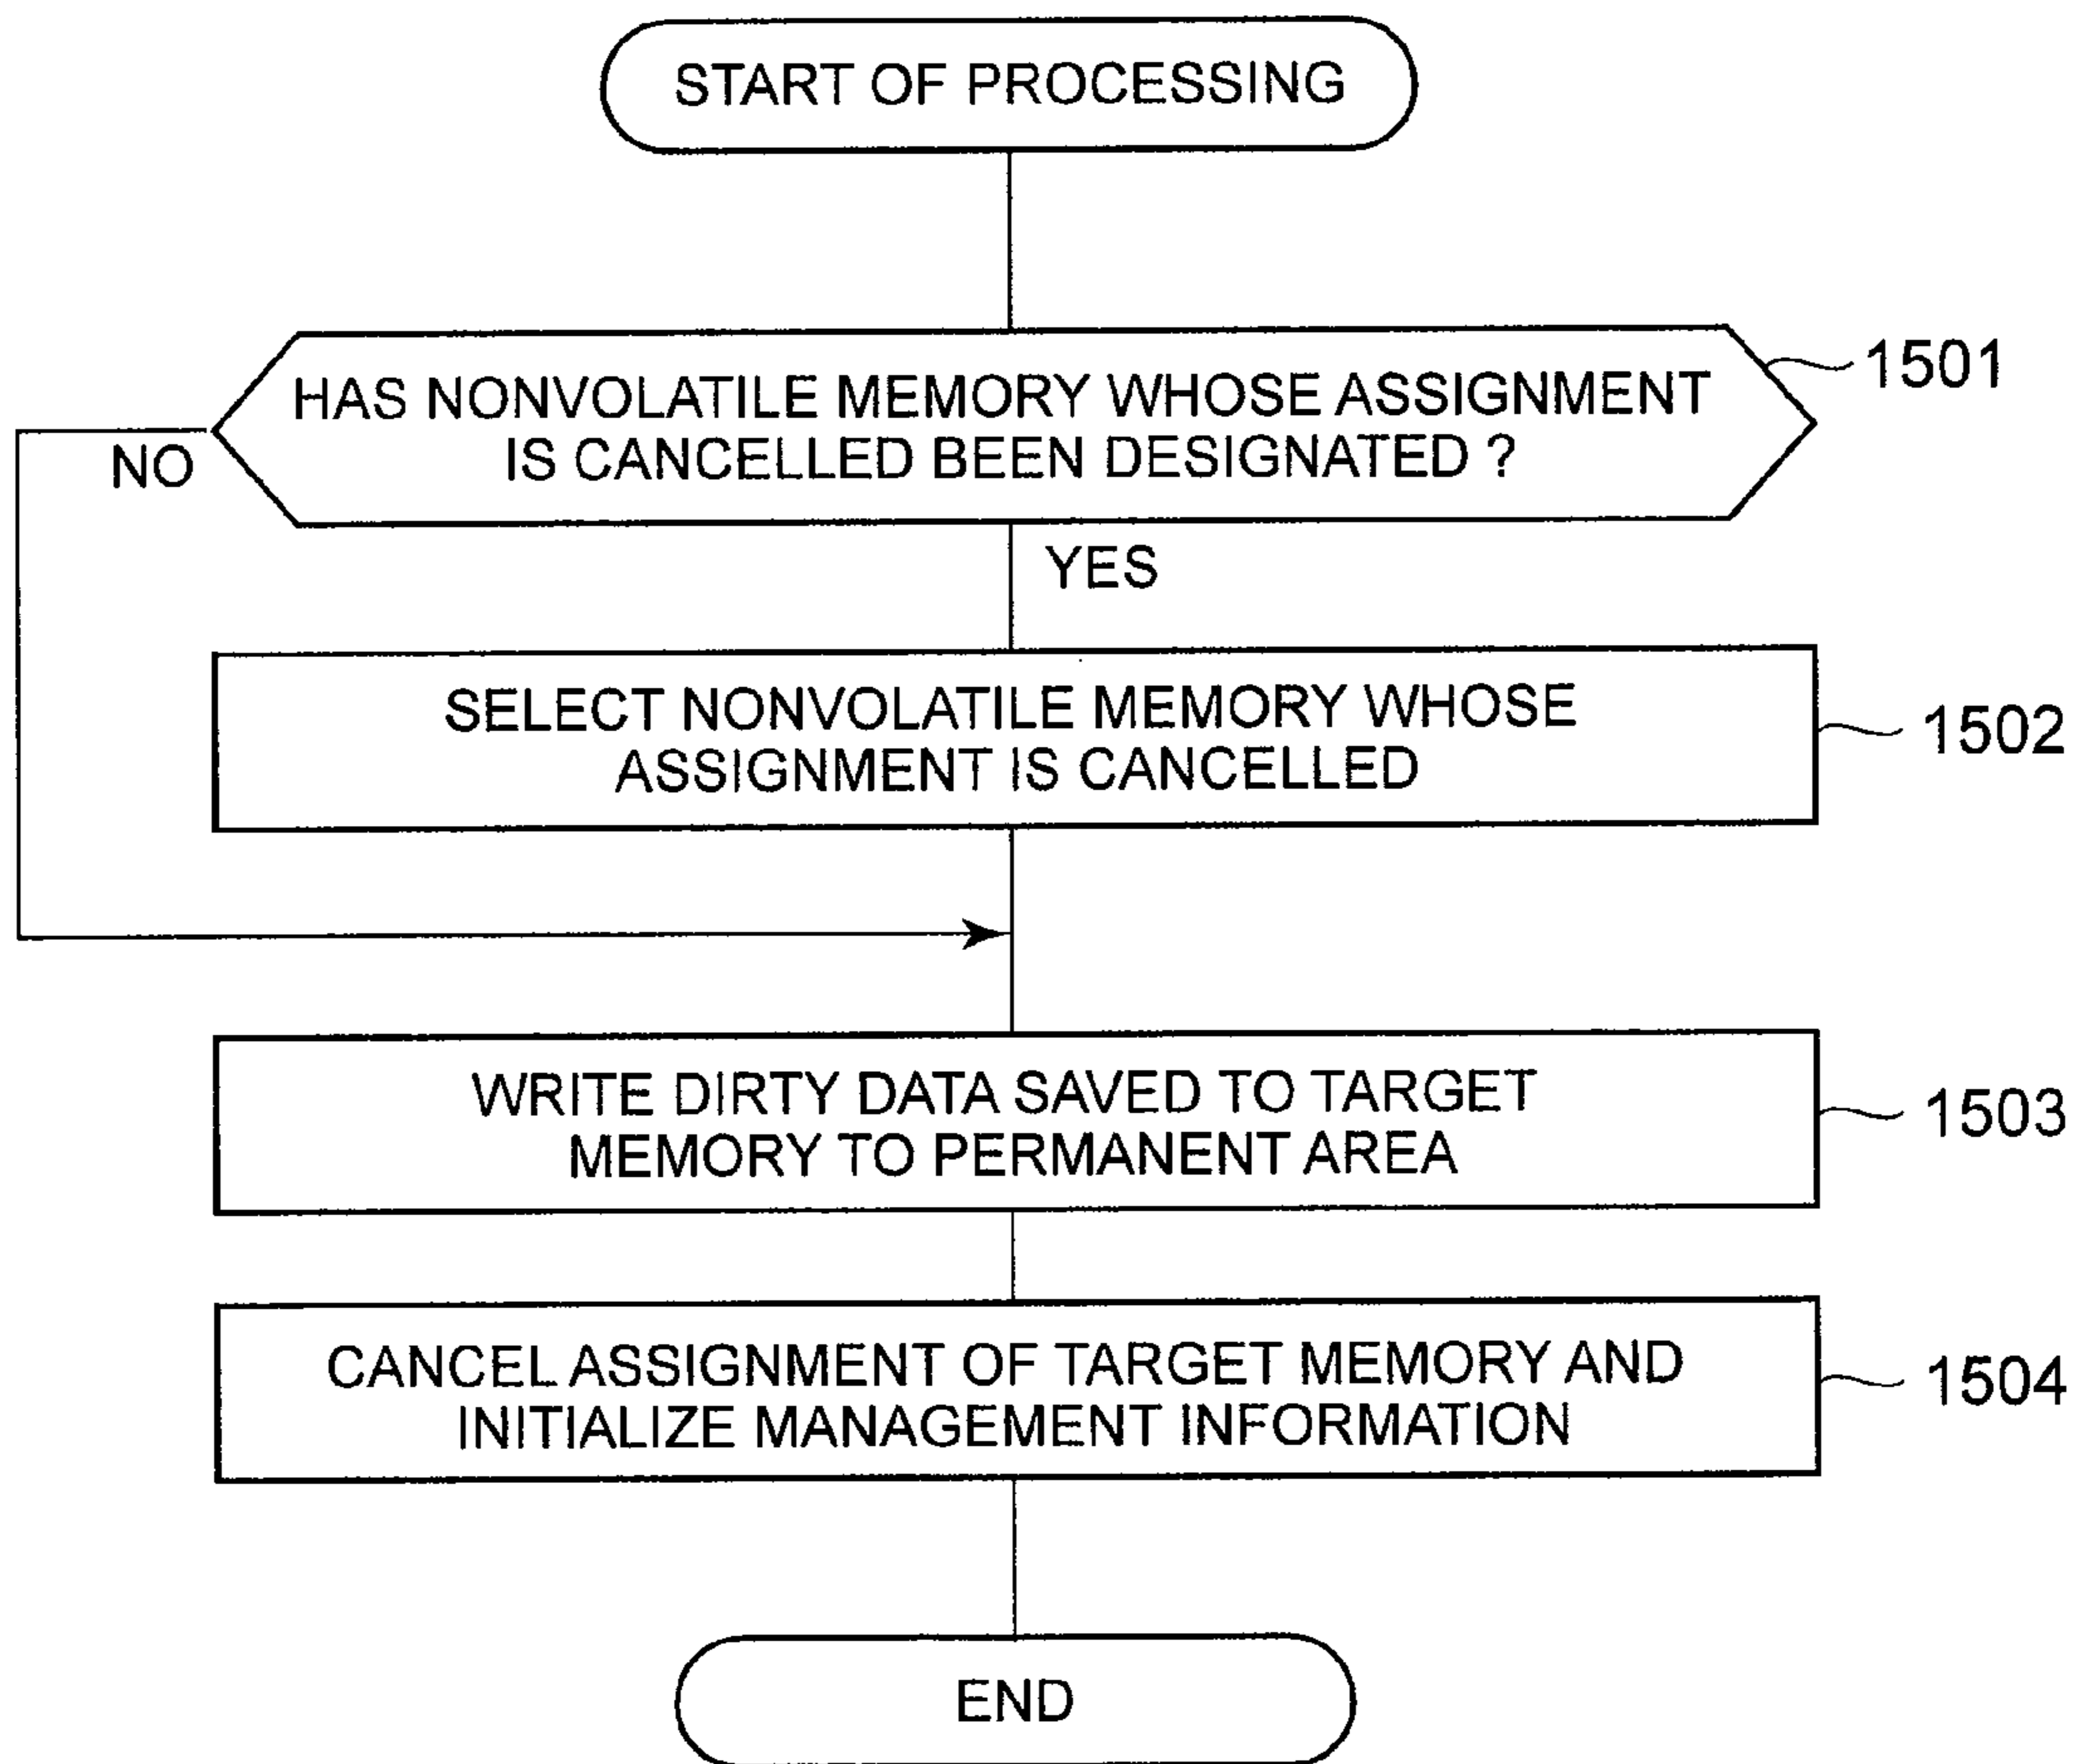 START OF PROCESSING
HAS NONVOLATILE MEMORY WHOSE ASSIGNMENT
IS CANCELLED BEEN DESIGNATED ?
1501
NO
YES
SELECT NONVOLATILE MEMORY WHOSE
ASSIGNMENT IS CANCELLED
1502
WRITE DIRTY DATA SAVED TO TARGET
MEMORY TO PERMANENT AREA
1503
CANCEL ASSIGNMENT OF TARGET MEMORY AND
INITIALIZE MANAGEMENT INFORMATION
1504
END